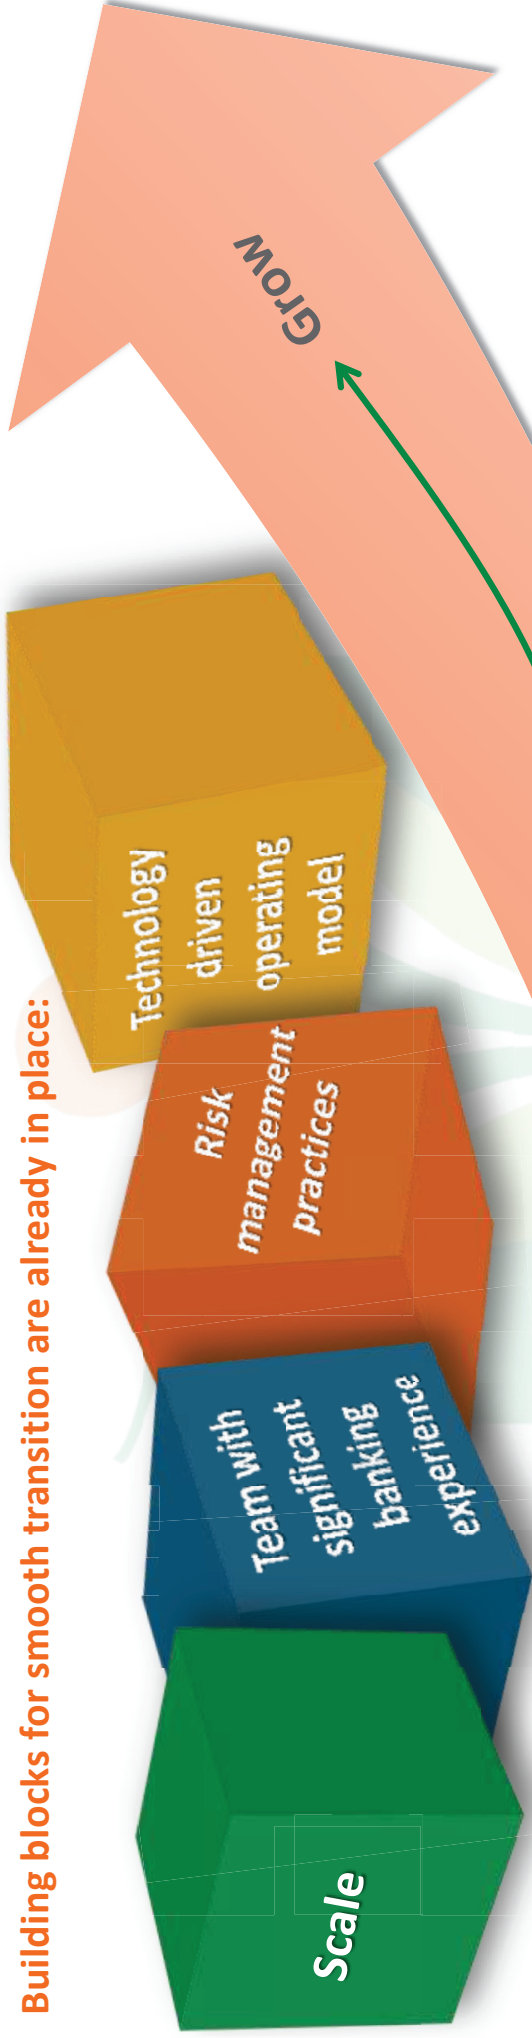 Building blocks for smooth transition are already in place:
Scale
Team with
significant
banking
experience
Risk
management
practices
Technology
driven
operating
model
Grow